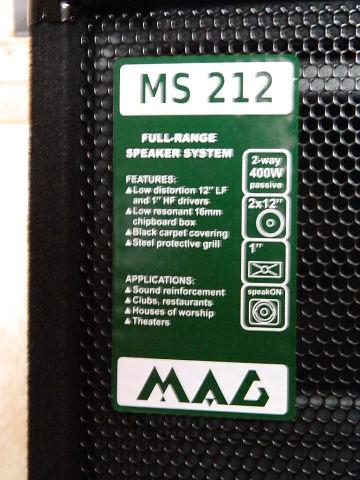 MS 212
FULL-RANGE
SPEAKER SYSTEM
FEATURES:
Low distortion 12" LF
and 1" HF drivers
Low resonant 16mm
chipboard box
Black carpet covering
Steel protective grill
2-way
400W
passive
2x12"
1"
speakON
APPLICATIONS:
Sound reinforcement
Clubs, restaurants
Houses of worship
Theaters
MAG